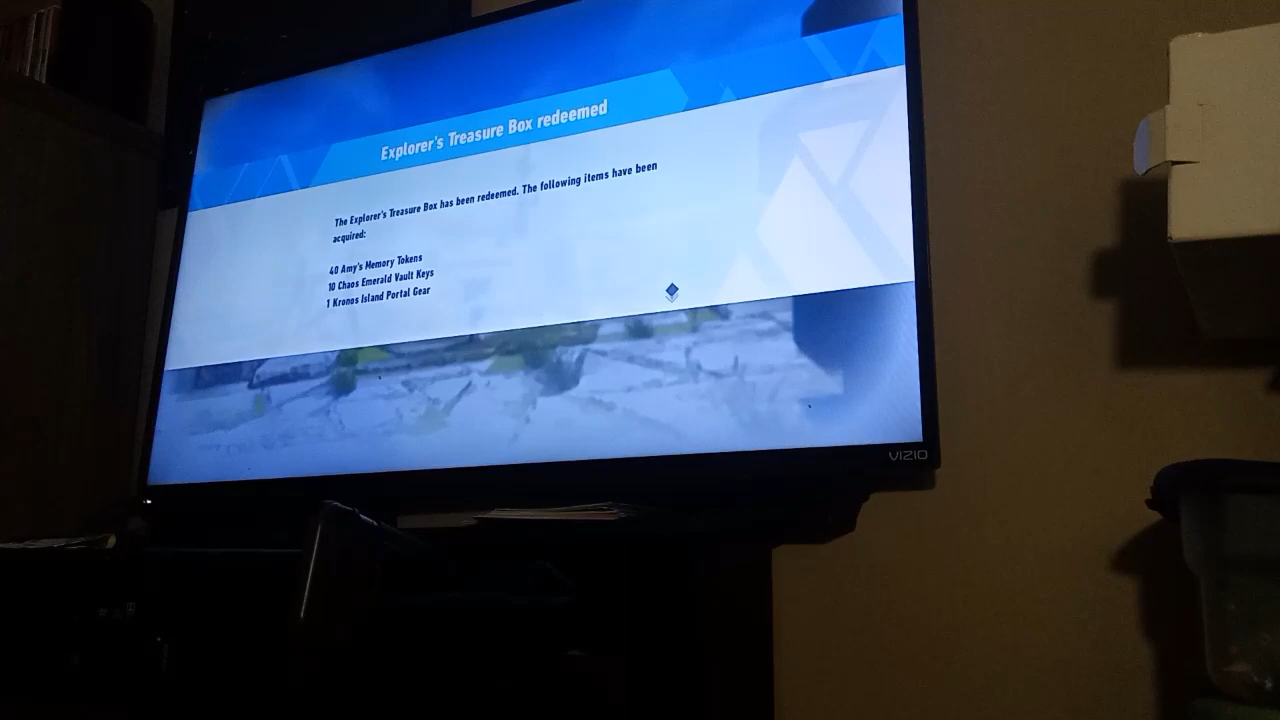 Explorer's Treasure Box redeemed
The Explorer's Treasure Box has been redeemed. The following items have been
acquired:
40 Amy's Memory Tokens
10 Chaos Emerald Vault Keys
1 Kronos Island Portal Gear
VIZIO